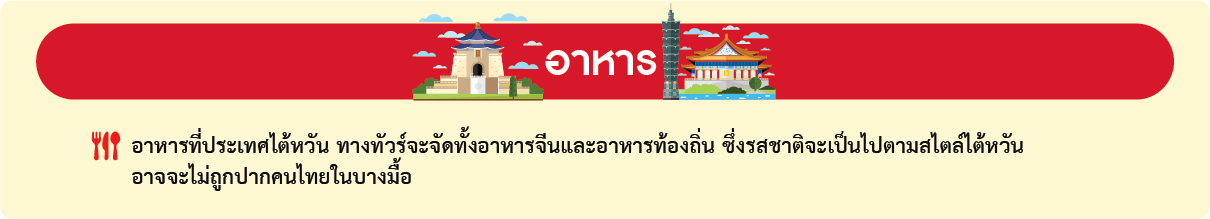 อาหาร
อาหารที่ประเทศไต้หวัน ทางทัวร์จะจัดทั้งอาหารจีนและอาหารท้องถิ่น ซึ่งรสชาติจะเป็นไปตามสไตล์ไต้หวัน
อาจจะไม่ถูกปากคนไทยในบางมื้อ